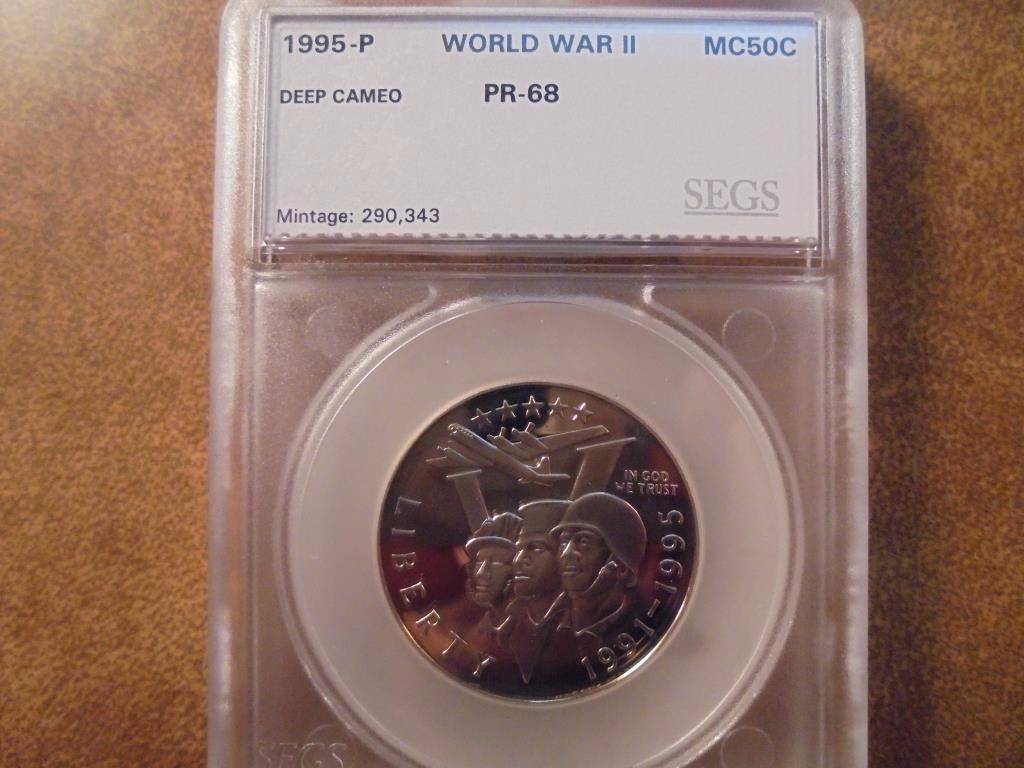 1995-P WORLD WAR II MC50C
DEEP CAMEO PR-68
SEGS
Mintage: 290,343
IN GOD
WE TRUST
LIBERTY
1991-1995
SEGS